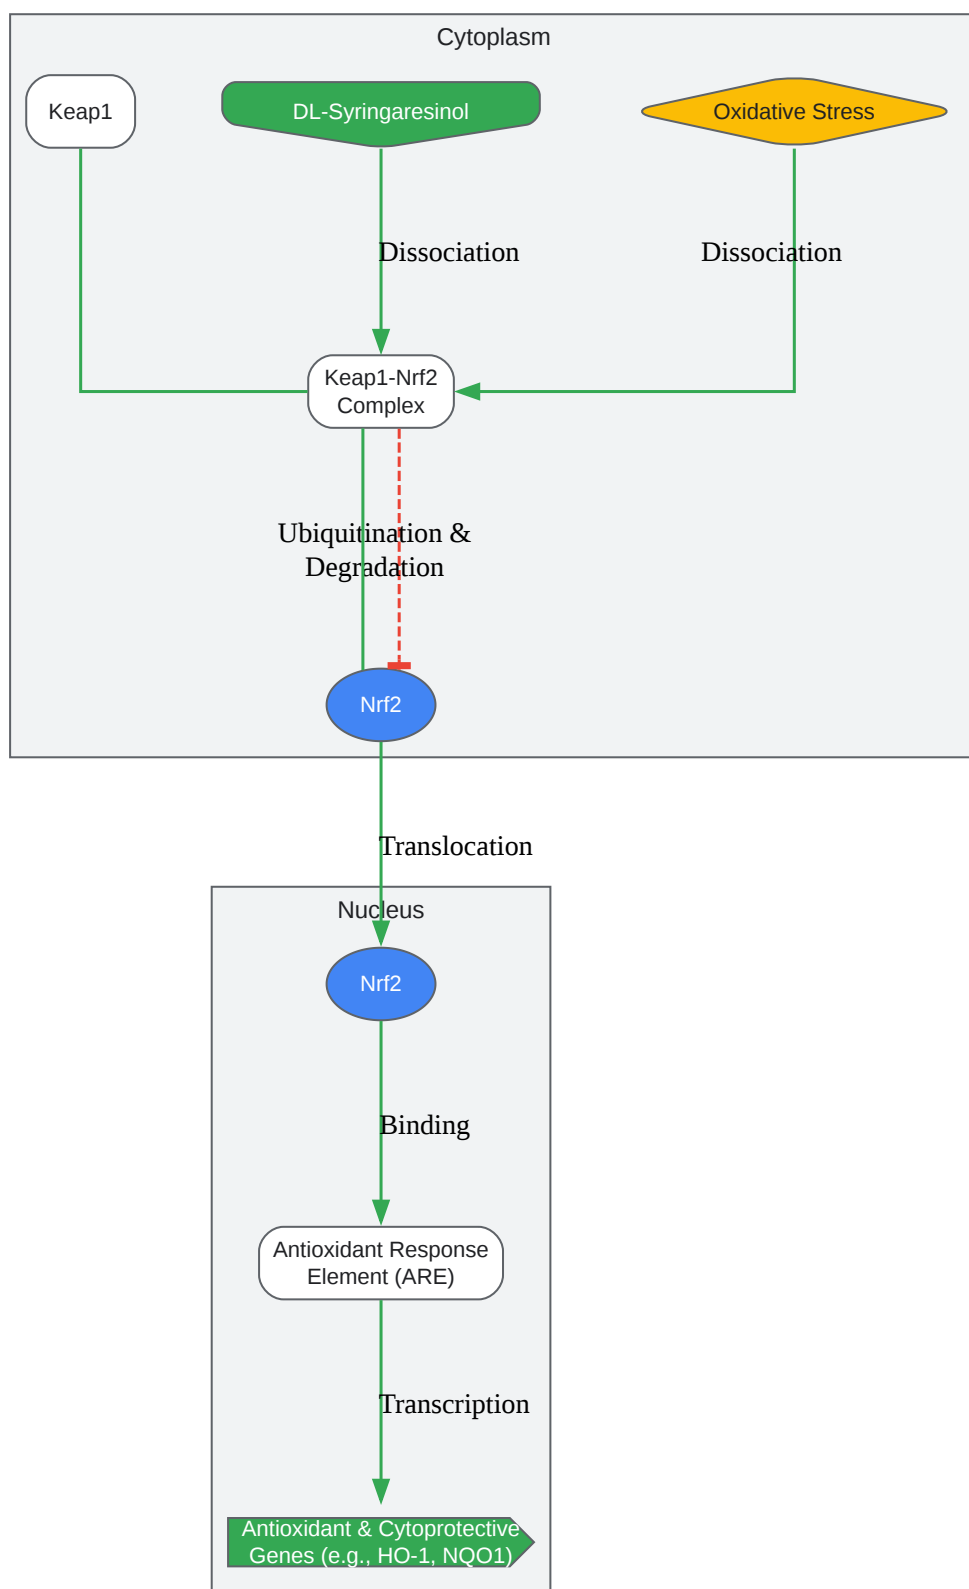 Cytoplasm
Keap1
DL-Syringaresinol
Oxidative Stress
Dissociation
Dissociation
Keap1-Nrf2
Complex
Ubiquitination &
Degradation
Nrf2
Translocation
Nucleus
Nrf2
Binding
Antioxidant Response
Element (ARE)
Transcription
Antioxidant & Cytoprotective
Genes (e.g., HO-1, NQO1)